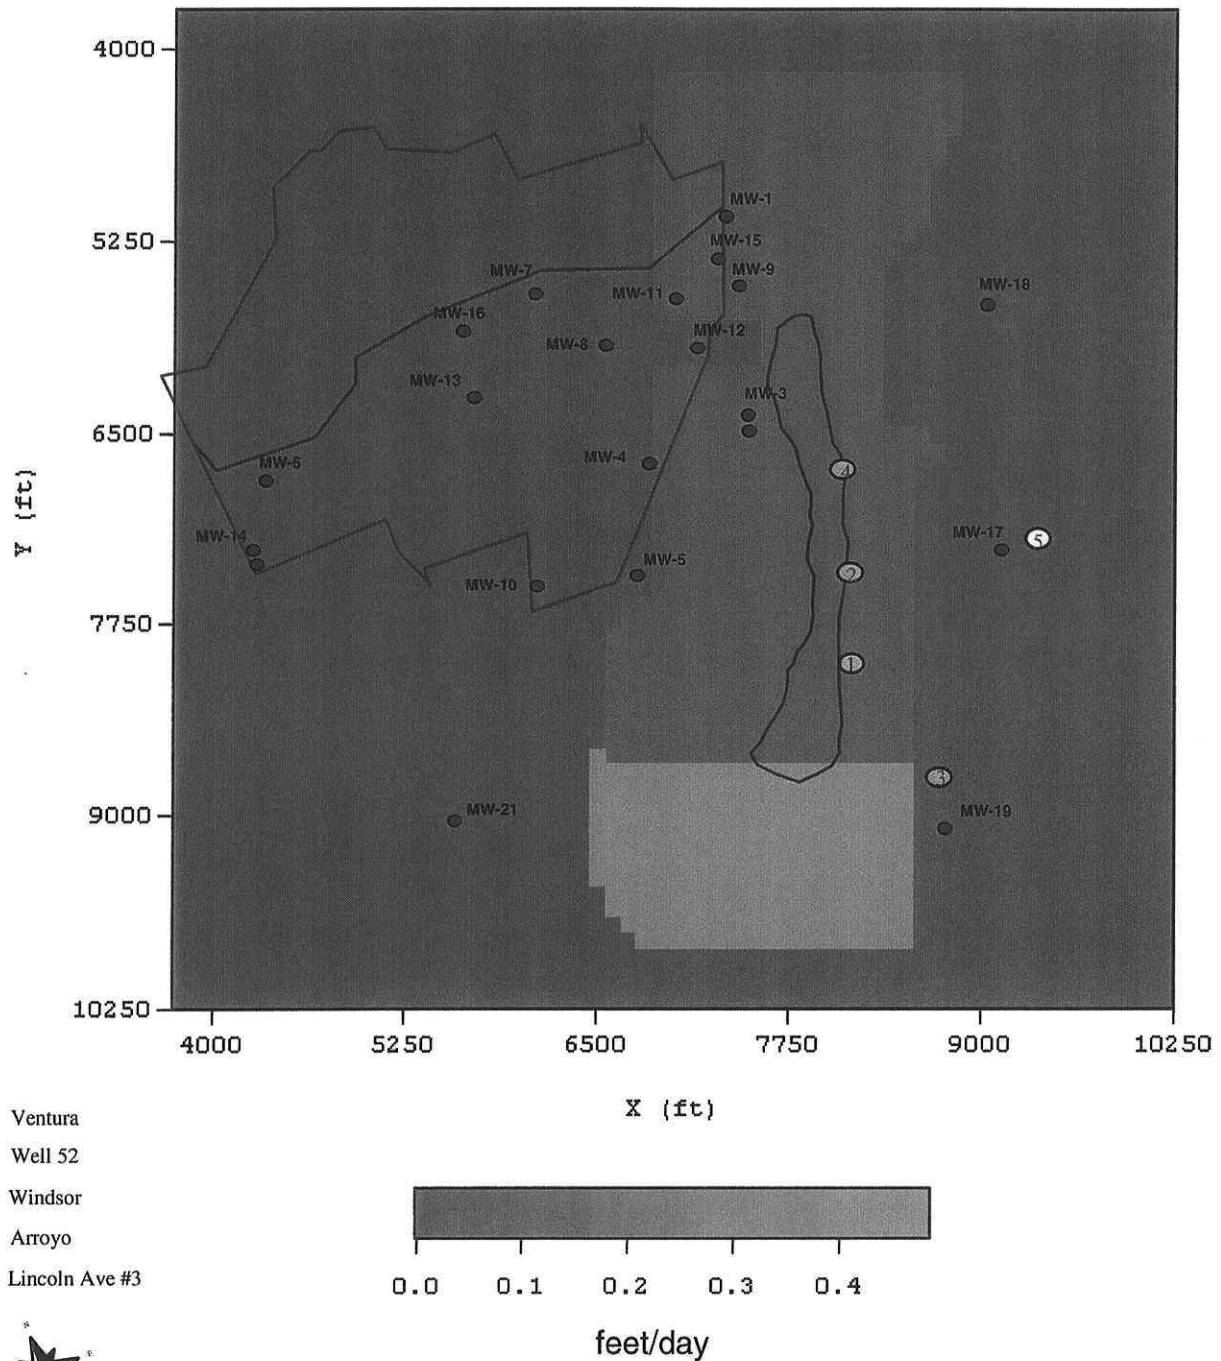 4000
MW-1
5250
MW-15
MW-7
MW-9
MW-11
MW-18
MW-16
MW-12
MW-8
MW-13
MW-3
6500
MW-4
MW-6
4
Y (ft)
MW-14
MW-17
5
MW-5
2
MW-10
7750
1
3
9000
MW-21
MW-19
10250
4000 5250 6500 7750 9000 10250
X (ft)
Ventura
Well 52
Windsor
Arroyo
Lincoln Ave #3
0.0 0.1 0.2 0.3 0.4
feet/day
N
E